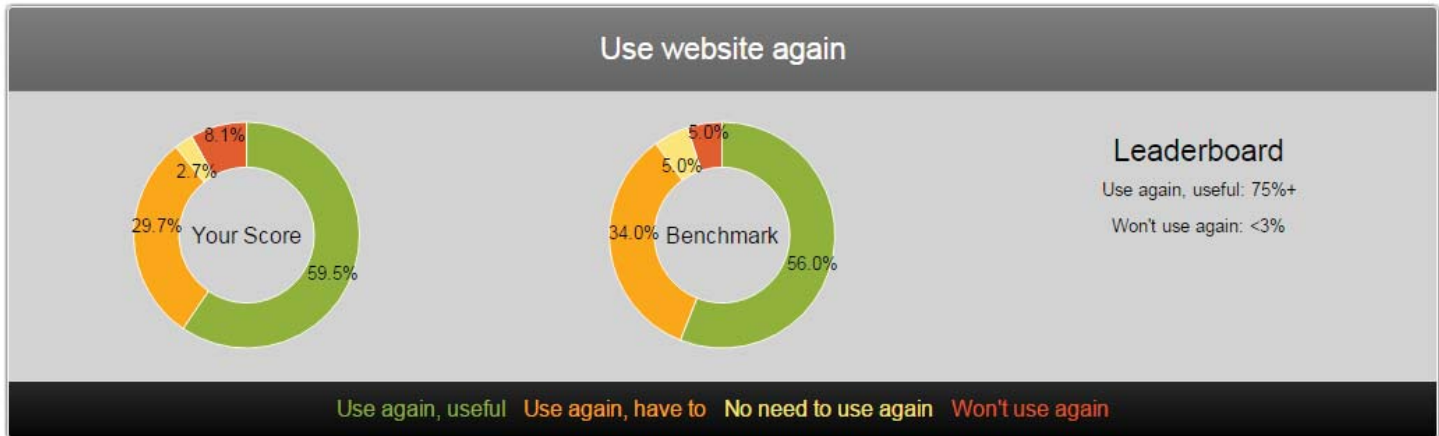 Use website again
8.1%
2.7%
29.7%
Your Score
59.5%
5.0%
5.0%
34.0%
Benchmark
56.0%
Leaderboard
Use again, useful: 75%+
Won't use again: <3%
Use again, useful Use again, have to No need to use again Won't use again